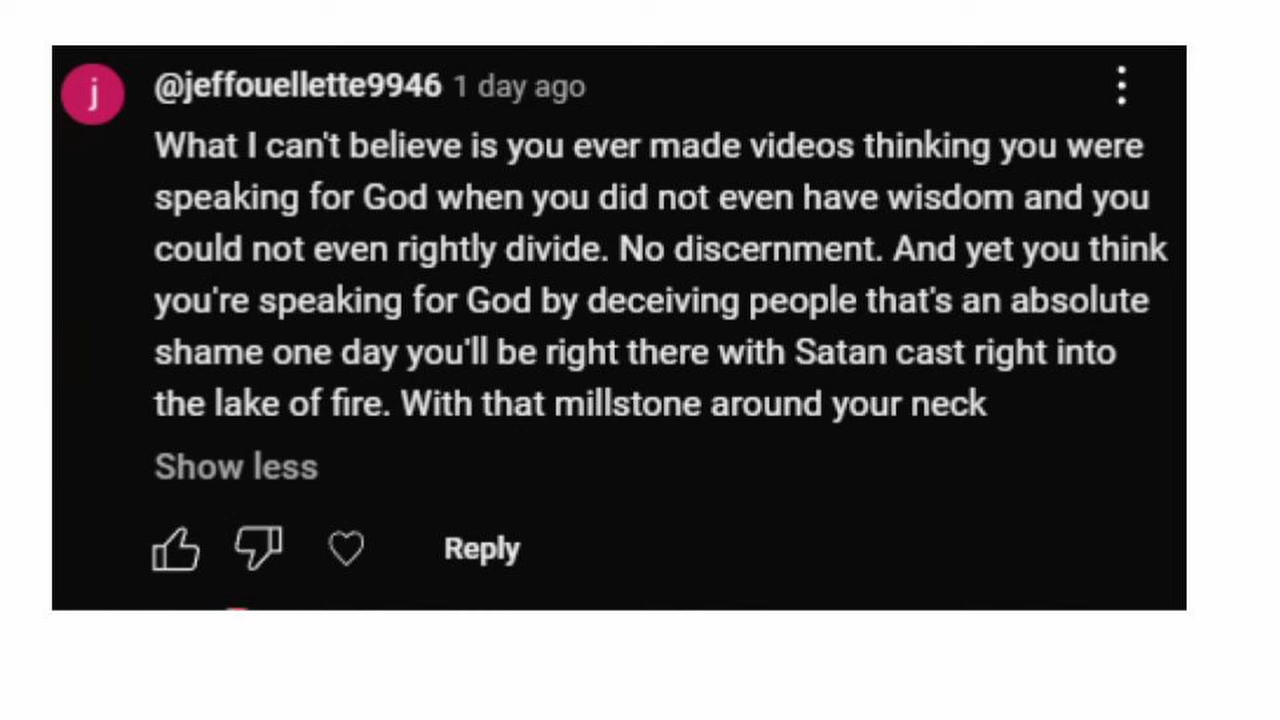 j
@jeffouellette9946 1 day ago
What I can't believe is you ever made videos thinking you were
speaking for God when you did not even have wisdom and you
could not even rightly divide. No discernment. And yet you think
you're speaking for God by deceiving people that's an absolute
shame one day you'll be right there with Satan cast right into
the lake of fire. With that millstone around your neck
Show less
Reply